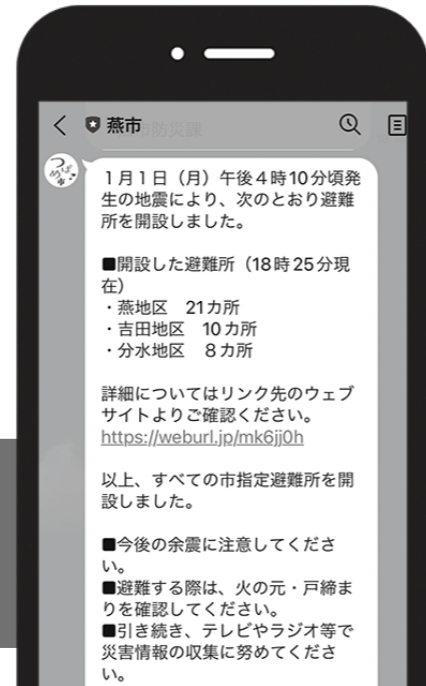 燕市
つばめ市
1月1日（月）午後4時10分頃発
生の地震により、次のとおり避難
所を開設しました。
■開設した避難所（18時25分現
在）
・燕地区　21カ所
・吉田地区　10カ所
・分水地区　8カ所
詳細についてはリンク先のウェブ
サイトよりご確認ください。
https://weburl.jp/mk6jj0h
以上、すべての市指定避難所を開
設しました。
■今後の余震に注意してくださ
い。
■避難する際は、火の元・戸締ま
りを確認してください。
■引き続き、テレビやラジオ等で
災害情報の収集に努めてくださ
い。